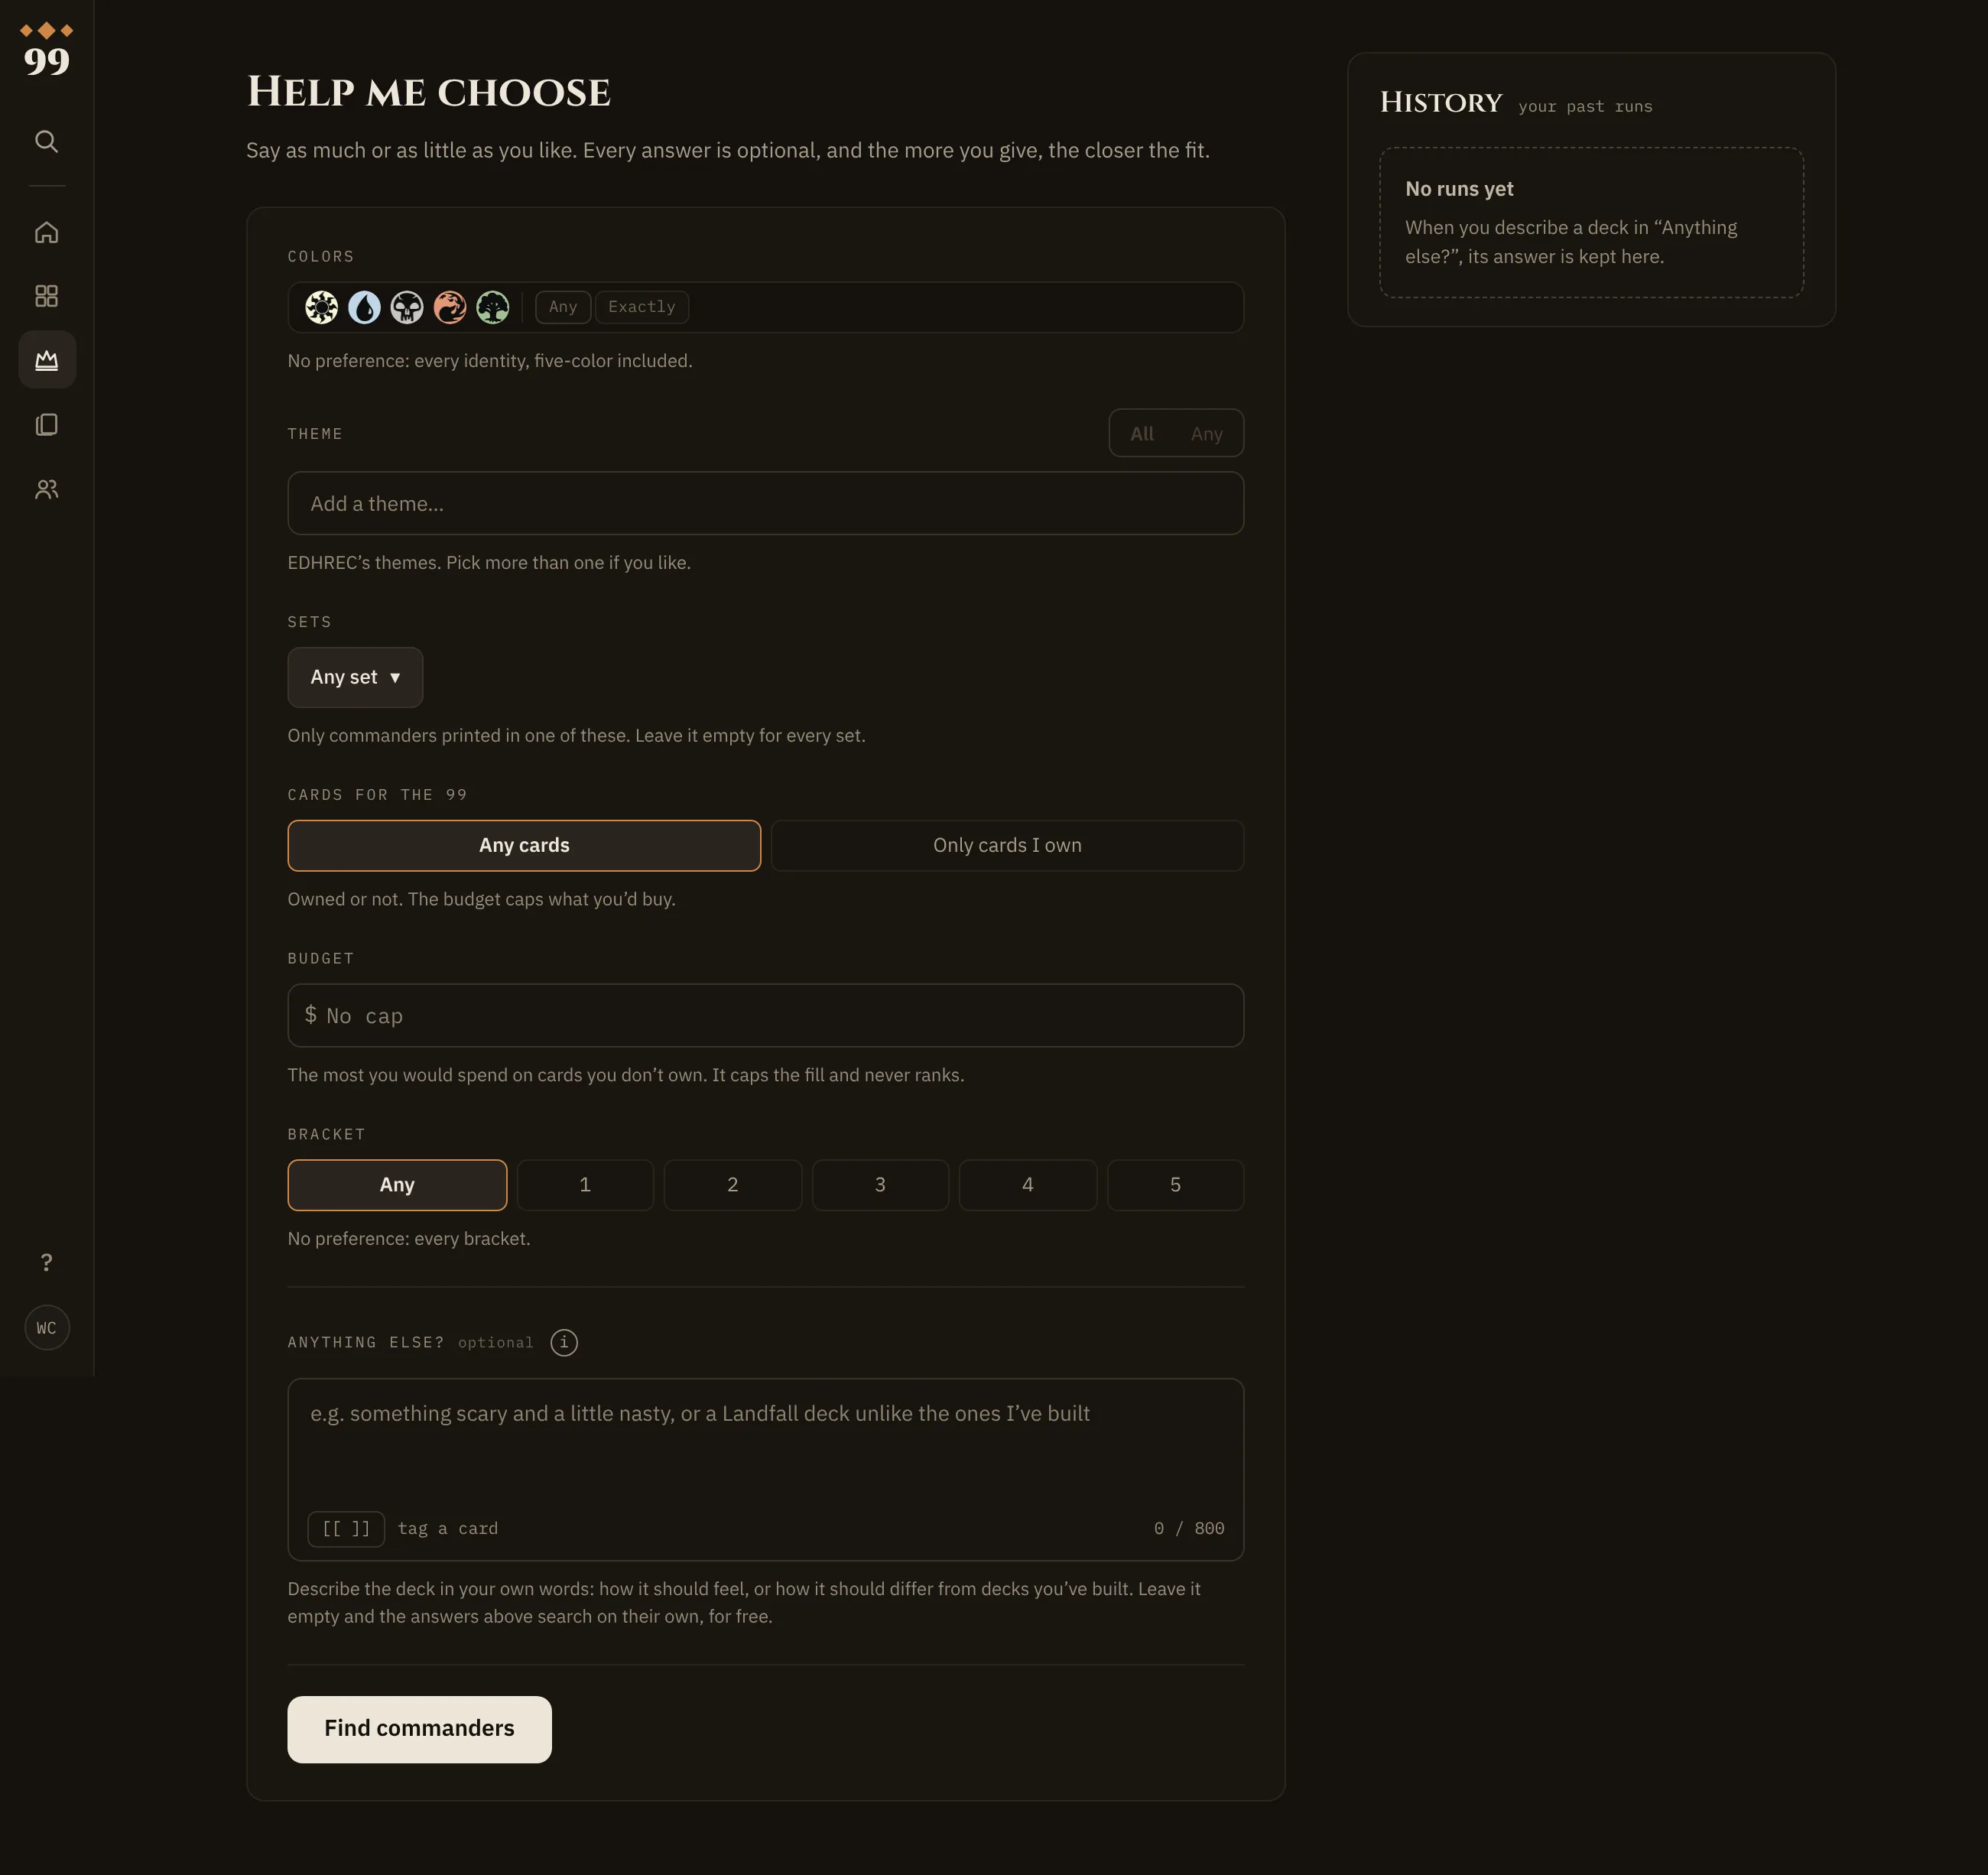 99
Help me choose
Say as much or as little as you like. Every answer is optional, and the more you give, the closer the fit.
COLORS
Any Exactly
No preference: every identity, five-color included.
THEME
All Any
Add a theme…
EDHREC’s themes. Pick more than one if you like.
SETS
Any set ▾
Only commanders printed in one of these. Leave it empty for every set.
CARDS FOR THE 99
Any cards
Only cards I own
Owned or not. The budget caps what you’d buy.
BUDGET
$ No cap
The most you would spend on cards you don’t own. It caps the fill and never ranks.
BRACKET
Any 1 2 3 4 5
No preference: every bracket.
ANYTHING ELSE? optional i
e.g. something scary and a little nasty, or a Landfall deck unlike the ones I’ve built
[[ ]] tag a card
0 / 800
Describe the deck in your own words: how it should feel, or how it should differ from decks you’ve built. Leave it
empty and the answers above search on their own, for free.
Find commanders
History your past runs
No runs yet
When you describe a deck in “Anything
else?”, its answer is kept here.
?
WC